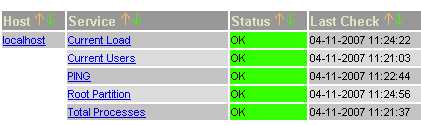 Host Service Status Last Check
localhost Current Load OK 04-11-2007 11:24:22
Current Users OK 04-11-2007 11:21:03
PING OK 04-11-2007 11:22:44
Root Partition OK 04-11-2007 11:24:56
Total Processes OK 04-11-2007 11:21:37